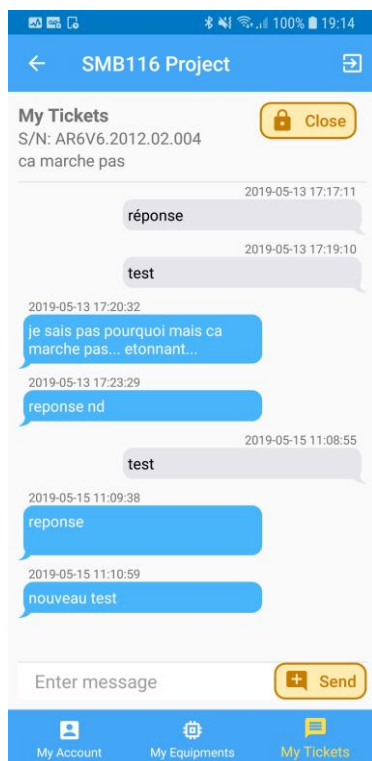 100% 19:14
SMB116 Project
My Tickets
Close
S/N: AR6V6.2012.02.004
ca marche pas
2019-05-13 17:17:11
réponse
2019-05-13 17:19:10
test
2019-05-13 17:20:32
je sais pas pourquoi mais ca
marche pas... etonnant...
2019-05-13 17:23:29
reponse nd
2019-05-15 11:08:55
test
2019-05-15 11:09:38
reponse
2019-05-15 11:10:59
nouveau test
Enter message
Send
My Account My Equipments My Tickets